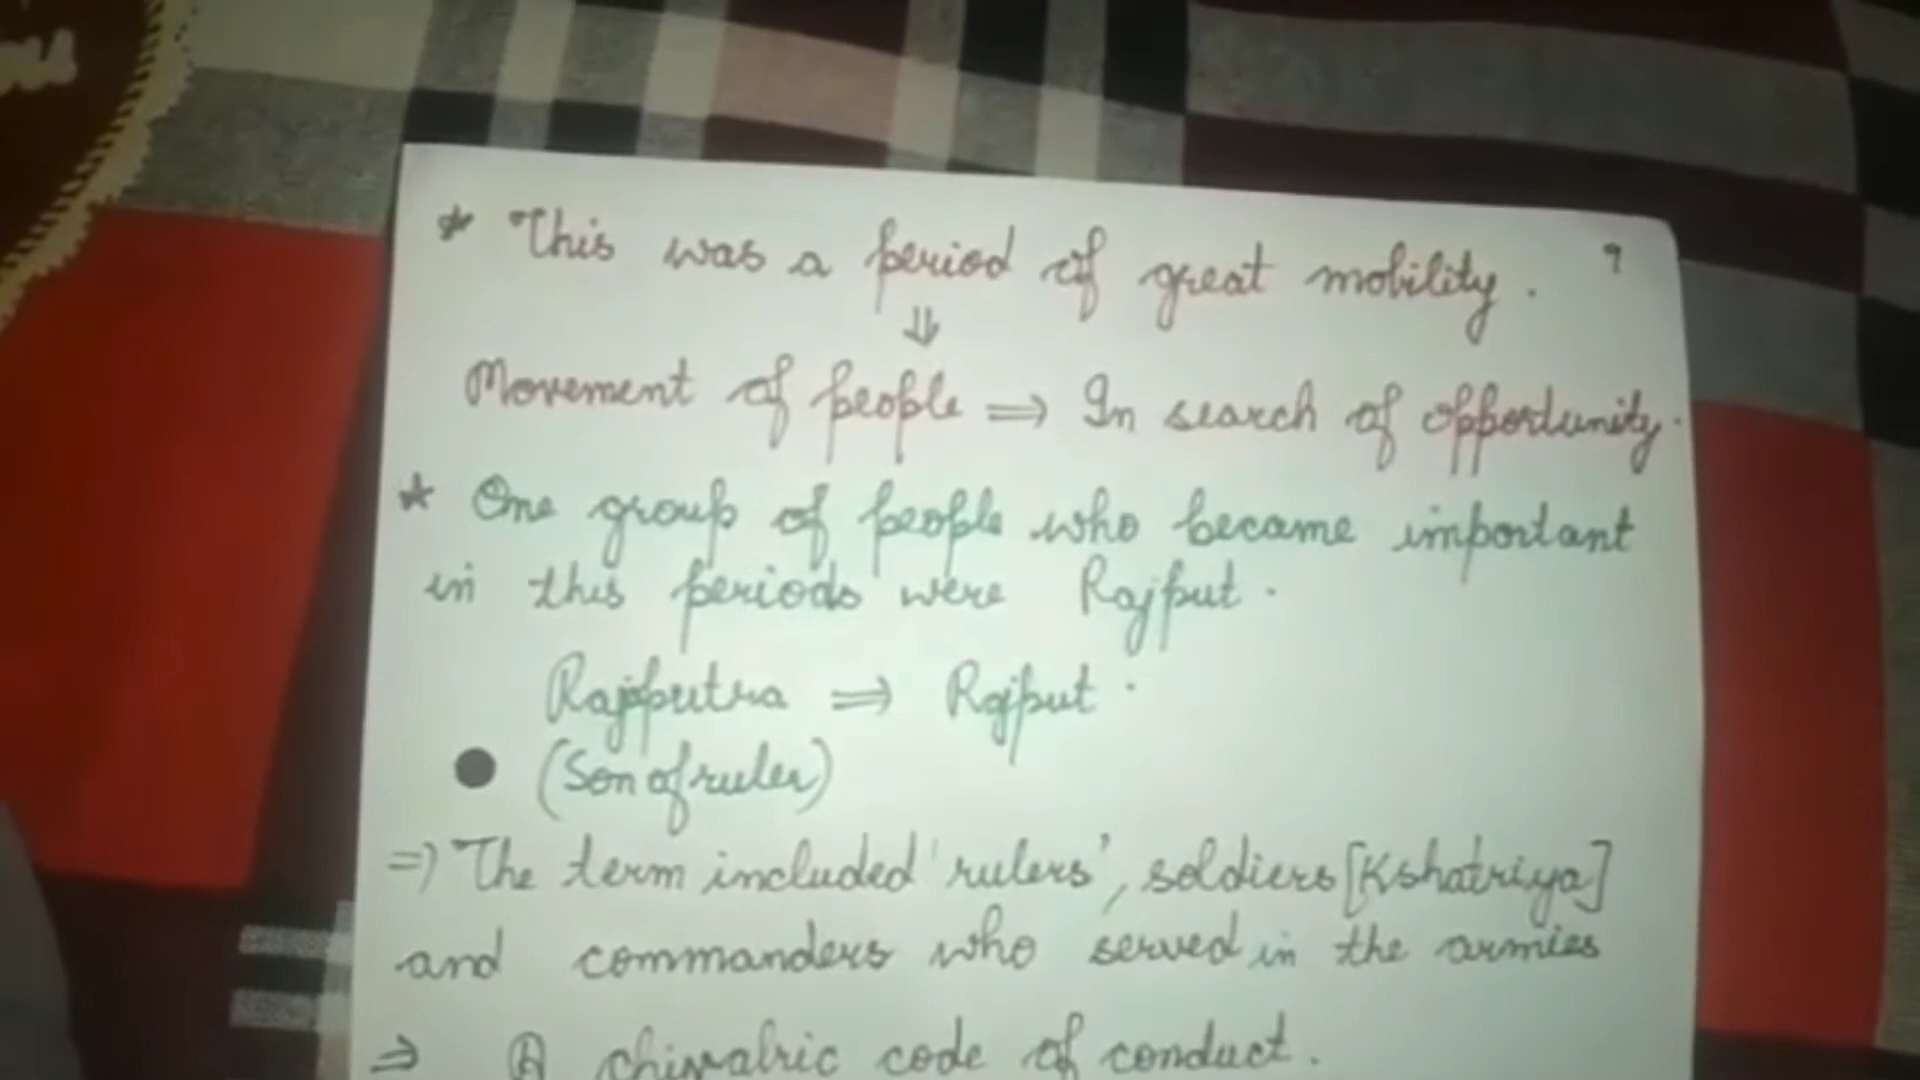 * This was a period of great mobility. 9
⇓
Movement of people ⇒ In search of opportunity.
* One group of people who became important
in this periods were Rajput.
Rajputra ⇒ Rajput.
(Son of ruler)
⇒ The term included 'rulers', soldiers [Kshatriya]
and commanders who served in the armies
⇒ A chivalric code of conduct.